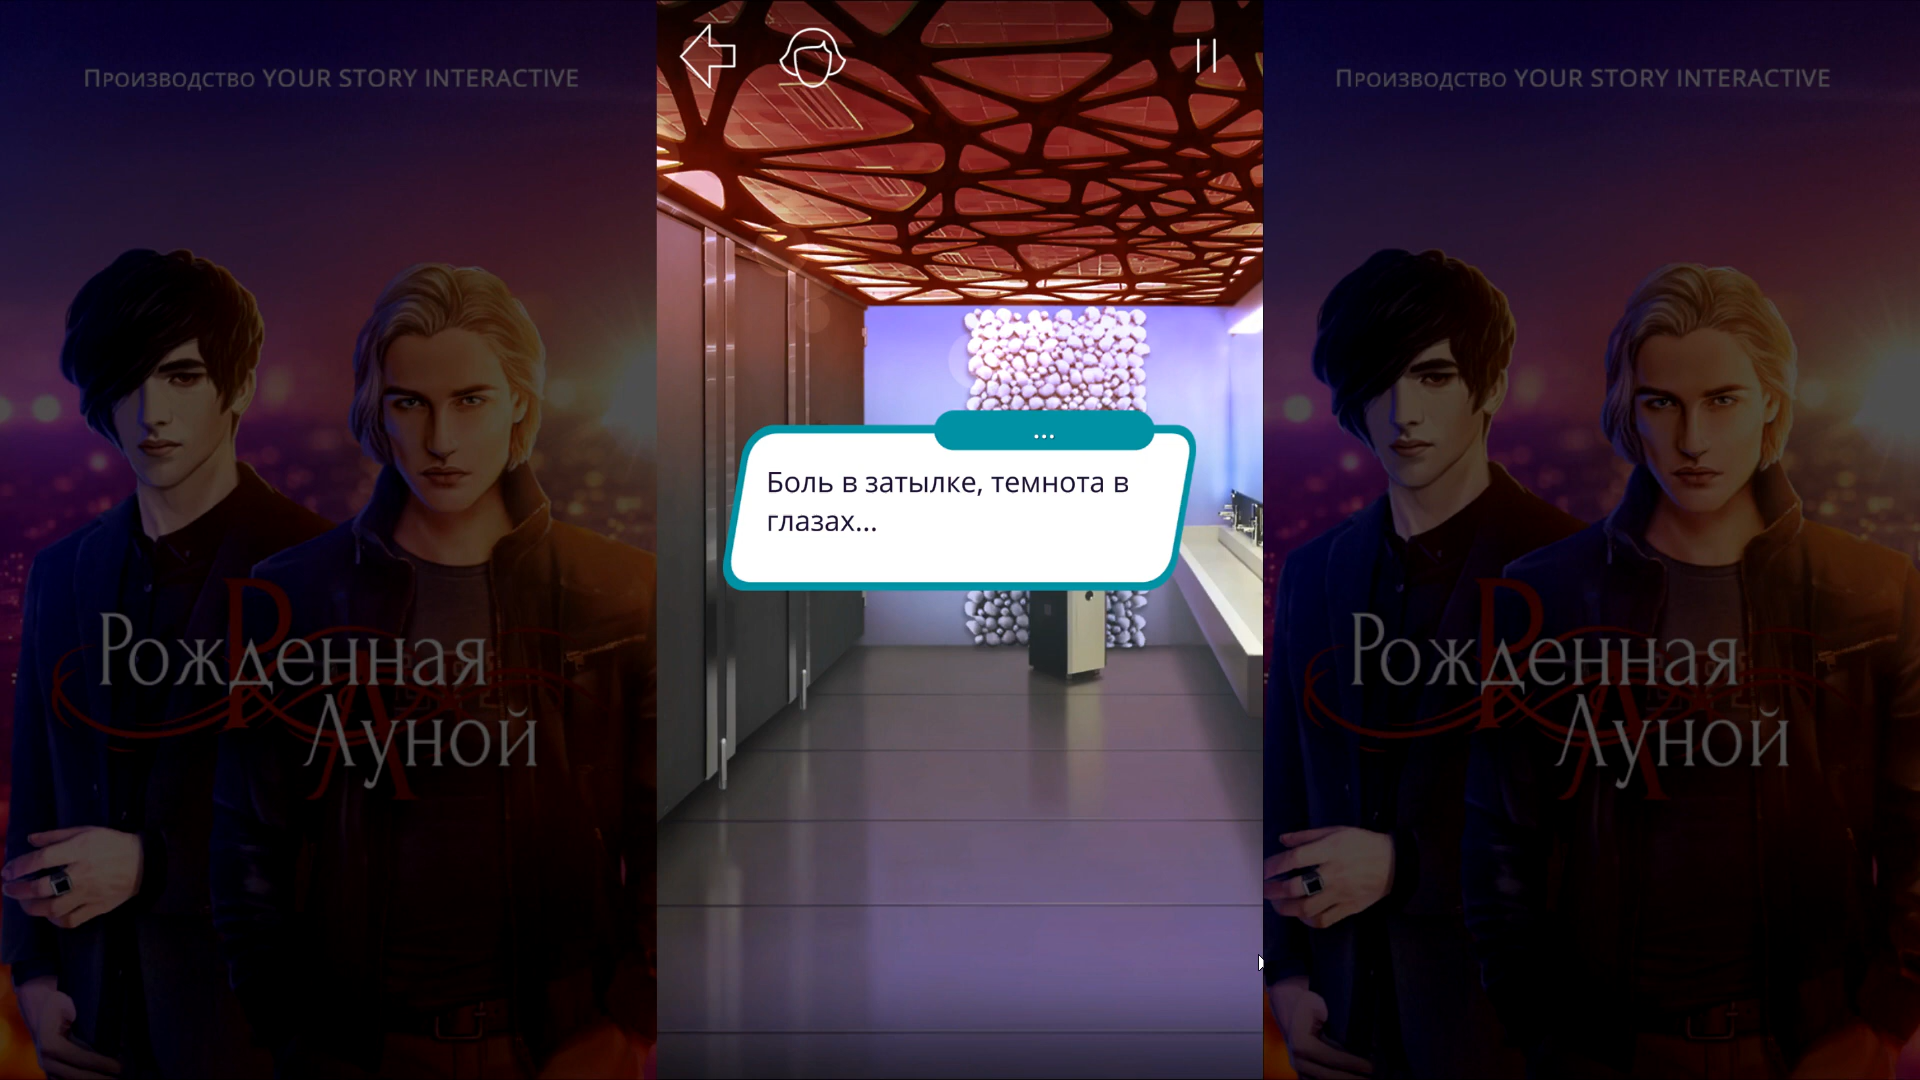 Производство YOUR STORY INTERACTIVE
Рожденная
Луной
...
Боль в затылке, темнота в
глазах...
Производство YOUR STORY INTERACTIVE
Рожденная
Луной